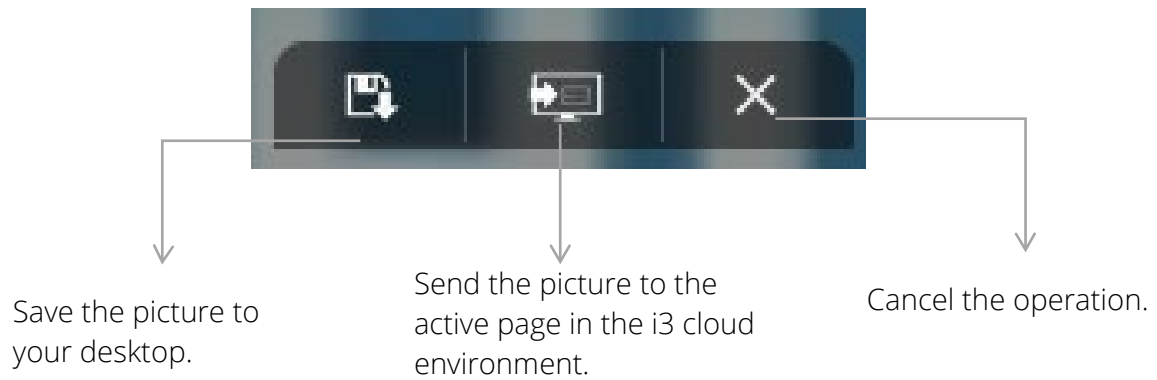 Save the picture to
your desktop.
Send the picture to the
active page in the i3 cloud
environment.
Cancel the operation.